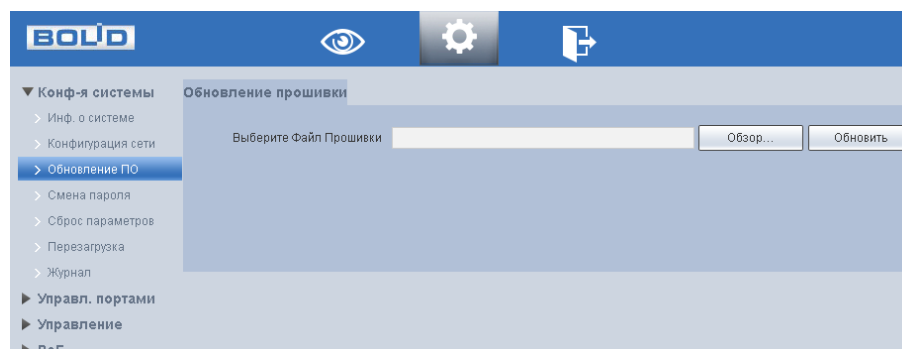 BOLID
Конф-я системы
Обновление прошивки
Инф. о системе
Конфигурация сети
Выберите Файл Прошивки
Обзор...
Обновить
Обновление ПО
Смена пароля
Сброс параметров
Перезагрузка
Журнал
Управл. портами
Управление
PoE